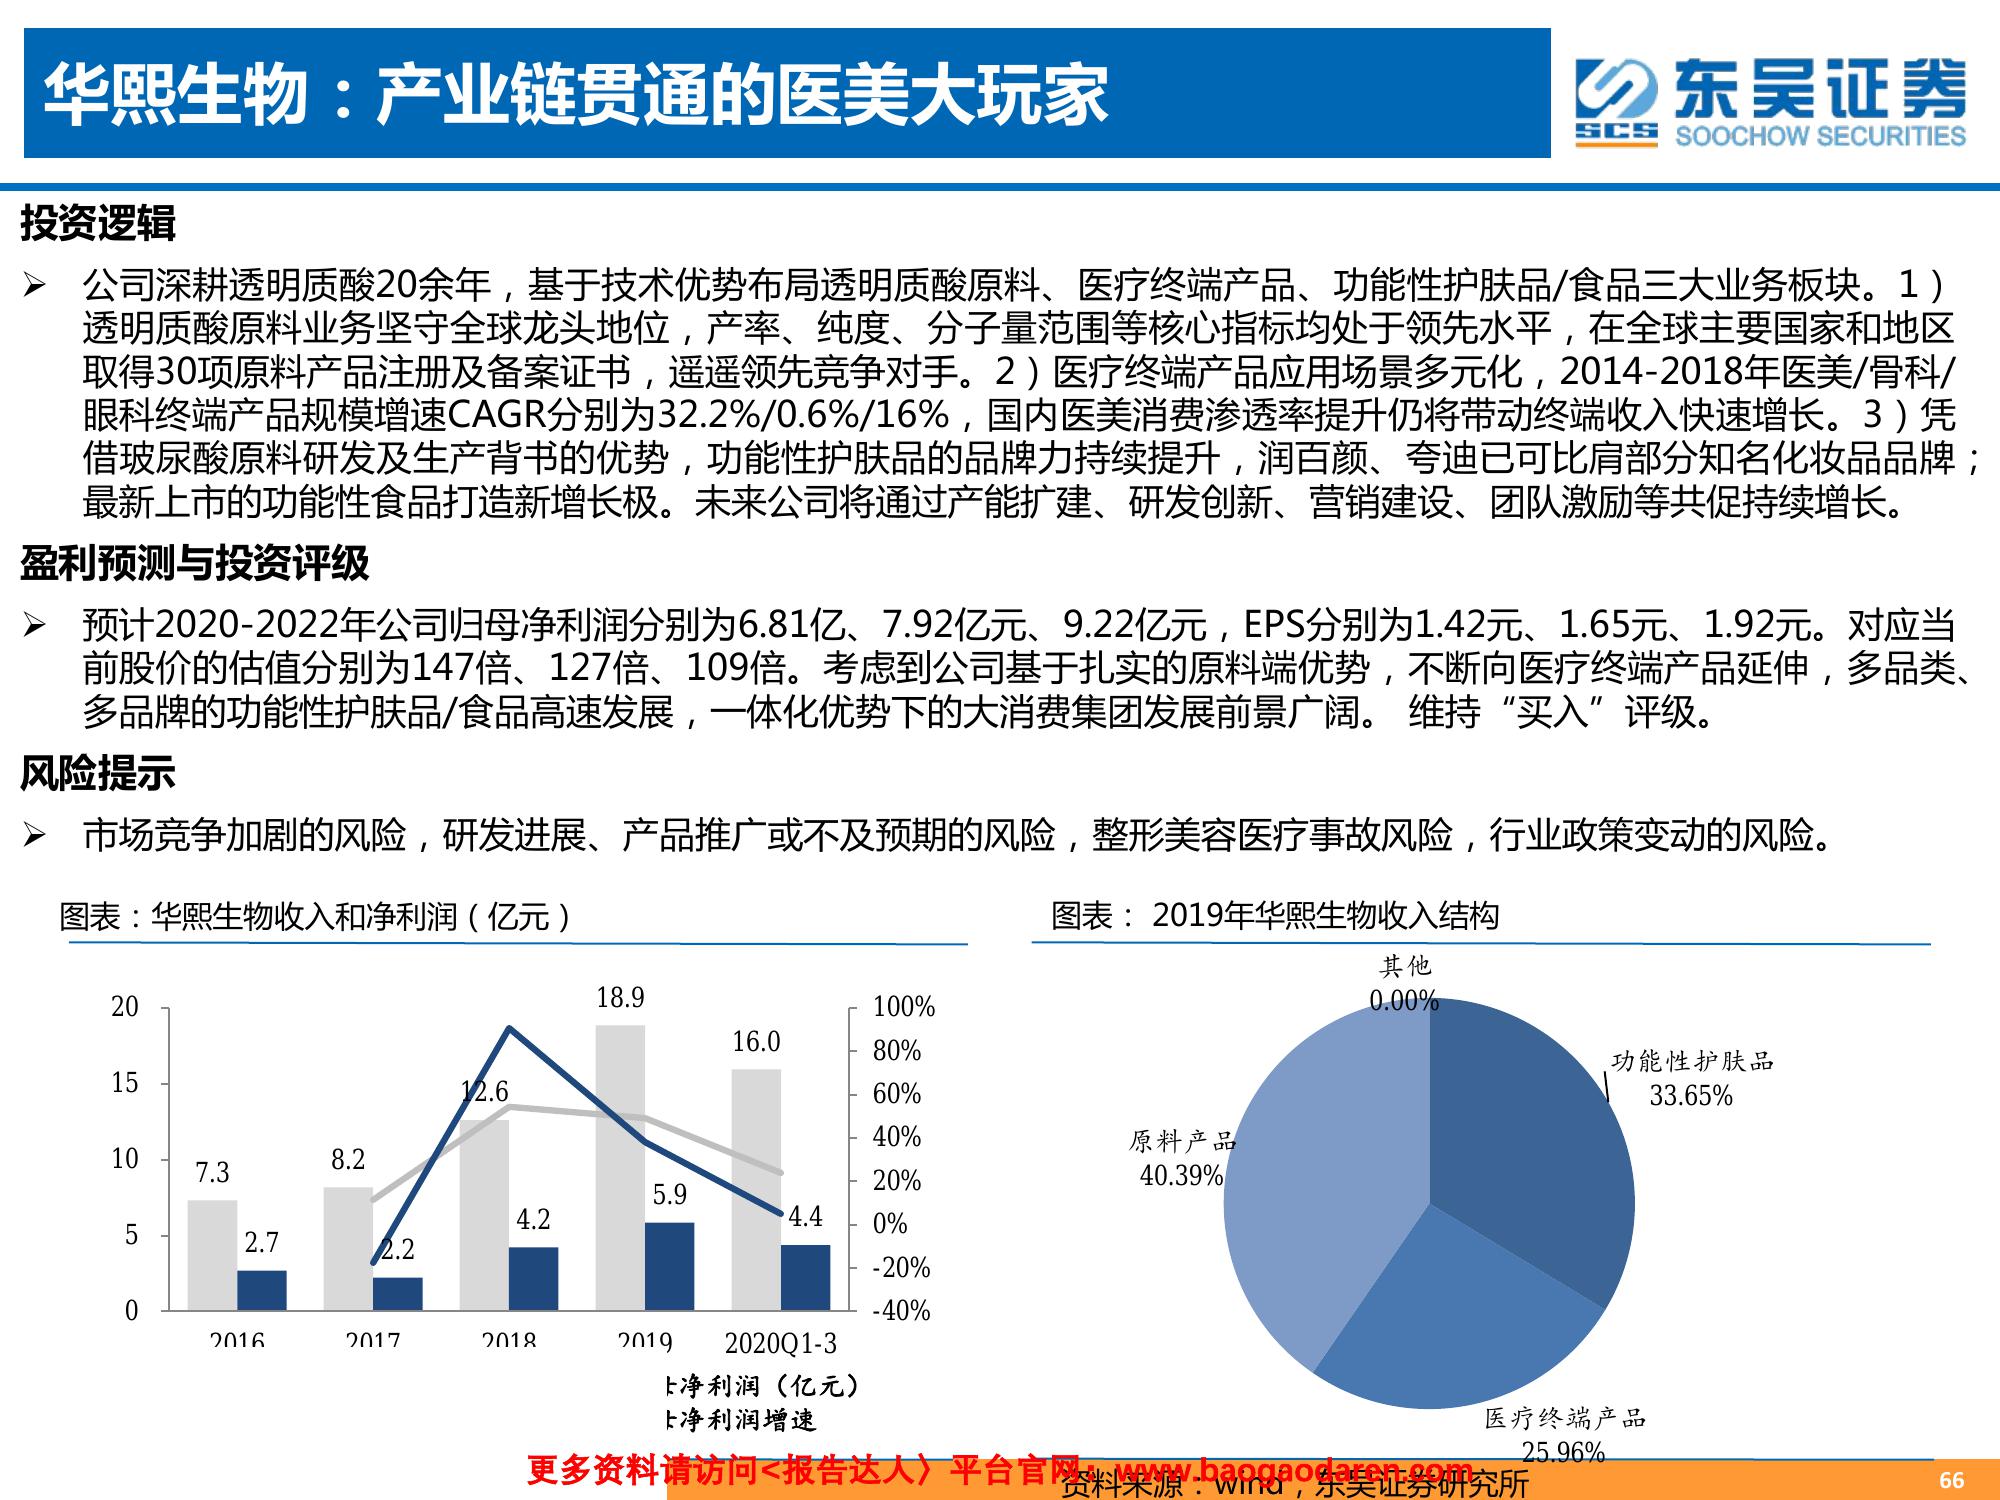 华熙生物：产业链贯通的医美大玩家
东吴证券
SCS
SOOCHOW SECURITIES
投资逻辑
➢ 公司深耕透明质酸20余年，基于技术优势布局透明质酸原料、医疗终端产品、功能性护肤品/食品三大业务板块。1）
透明质酸原料业务坚守全球龙头地位，产率、纯度、分子量范围等核心指标均处于领先水平，在全球主要国家和地区
取得30项原料产品注册及备案证书，遥遥领先竞争对手。2）医疗终端产品应用场景多元化，2014-2018年医美/骨科/
眼科终端产品规模增速CAGR分别为32.2%/0.6%/16%，国内医美消费渗透率提升仍将带动终端收入快速增长。3）凭
借玻尿酸原料研发及生产背书的优势，功能性护肤品的品牌力持续提升，润百颜、夸迪已可比肩部分知名化妆品品牌；
最新上市的功能性食品打造新增长极。未来公司将通过产能扩建、研发创新、营销建设、团队激励等共促持续增长。
盈利预测与投资评级
➢ 预计2020-2022年公司归母净利润分别为6.81亿、7.92亿元、9.22亿元，EPS分别为1.42元、1.65元、1.92元。对应当
前股价的估值分别为147倍、127倍、109倍。考虑到公司基于扎实的原料端优势，不断向医疗终端产品延伸，多品类、
多品牌的功能性护肤品/食品高速发展，一体化优势下的大消费集团发展前景广阔。 维持“买入”评级。
风险提示
➢ 市场竞争加剧的风险，研发进展、产品推广或不及预期的风险，整形美容医疗事故风险，行业政策变动的风险。
图表：华熙生物收入和净利润（亿元）
20
15
10
5
0
100%
80%
60%
40%
20%
0%
-20%
-40%
7.3
2.7
8.2
2.2
12.6
4.2
18.9
5.9
16.0
4.4
2016
2017
2018
2019
2020Q1-3
净利润（亿元）
净利润增速
图表： 2019年华熙生物收入结构
其他
0.00%
功能性护肤品
33.65%
原料产品
40.39%
医疗终端产品
25.96%
更多资料请访问<报告达人〉平台官网：www.baogaodaren.com
资料来源：wind，东吴证券研究所
66